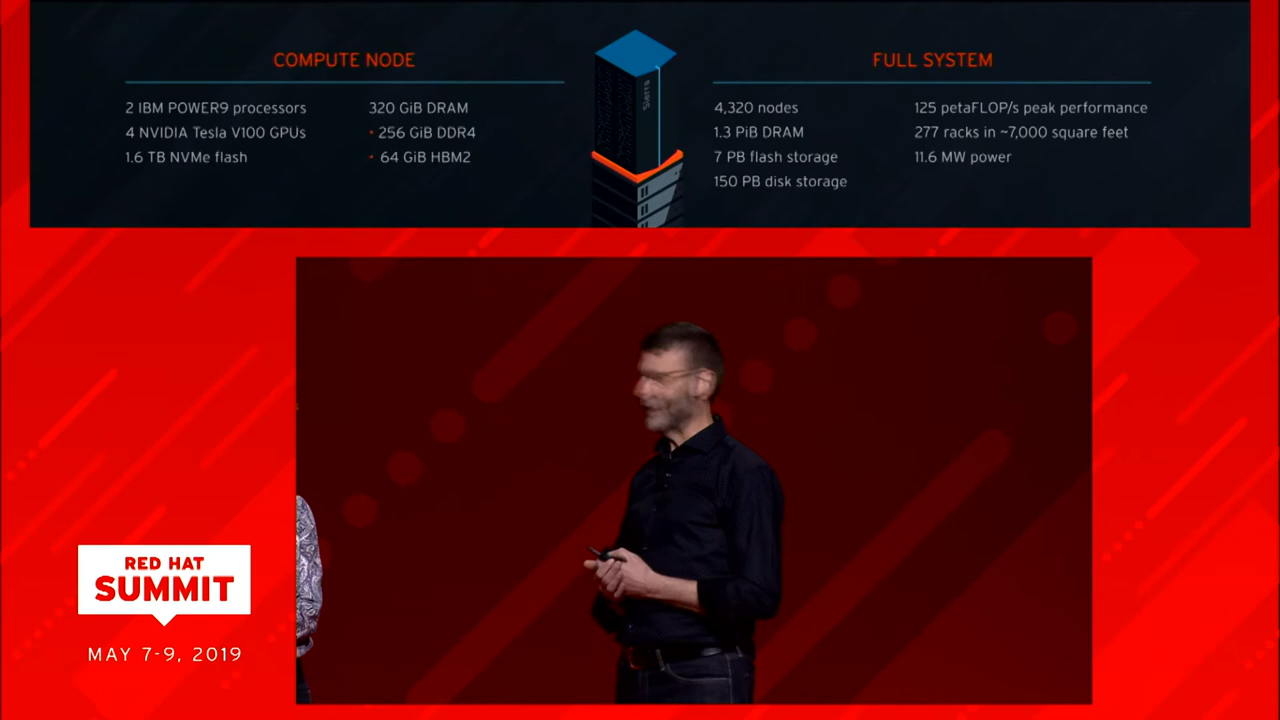 COMPUTE NODE
2 IBM POWER9 processors
4 NVIDIA Tesla V100 GPUs
1.6 TB NVMe flash
320 GiB DRAM
• 256 GiB DDR4
• 64 GiB HBM2
Sierra
FULL SYSTEM
4,320 nodes
1.3 PiB DRAM
7 PB flash storage
150 PB disk storage
125 petaFLOP/s peak performance
277 racks in ~7,000 square feet
11.6 MW power
RED HAT
SUMMIT
MAY 7-9, 2019